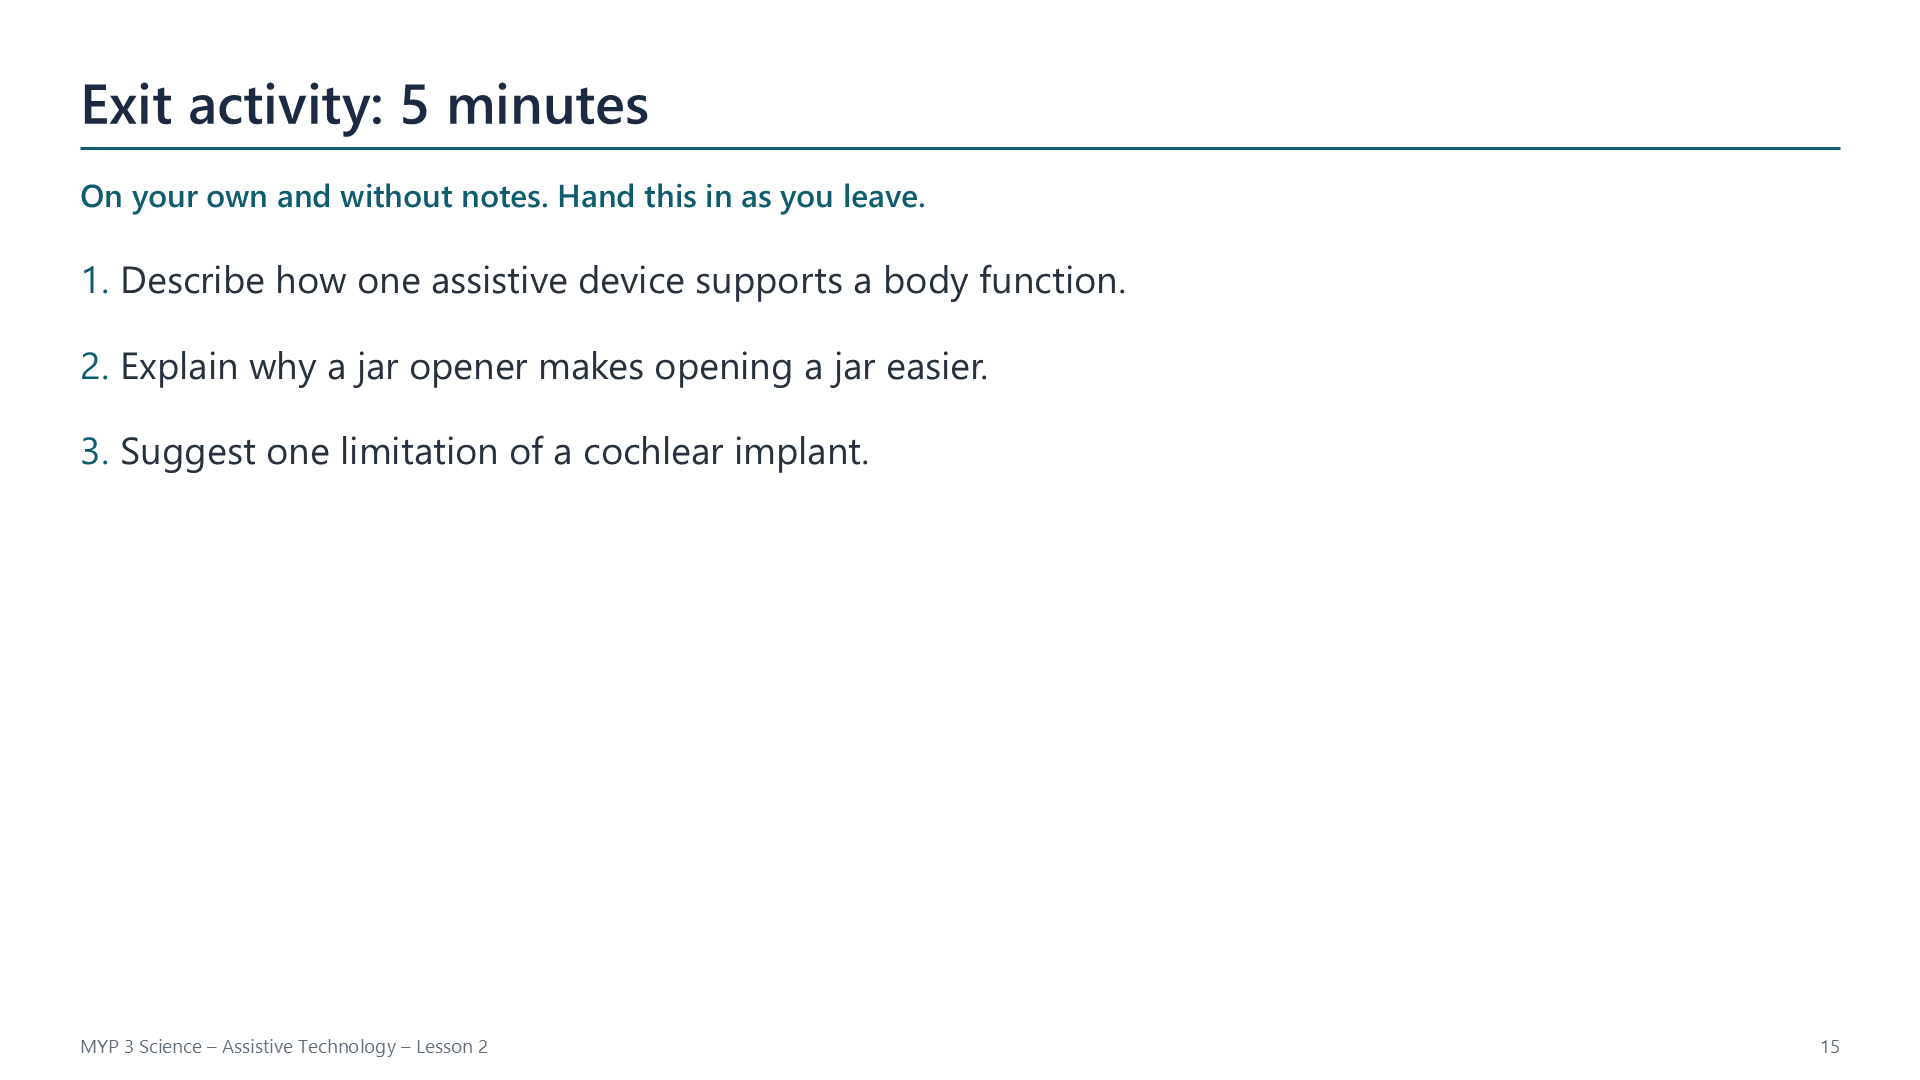 Exit activity: 5 minutes
On your own and without notes. Hand this in as you leave.
1. Describe how one assistive device supports a body function.
2. Explain why a jar opener makes opening a jar easier.
3. Suggest one limitation of a cochlear implant.
MYP 3 Science – Assistive Technology – Lesson 2
15